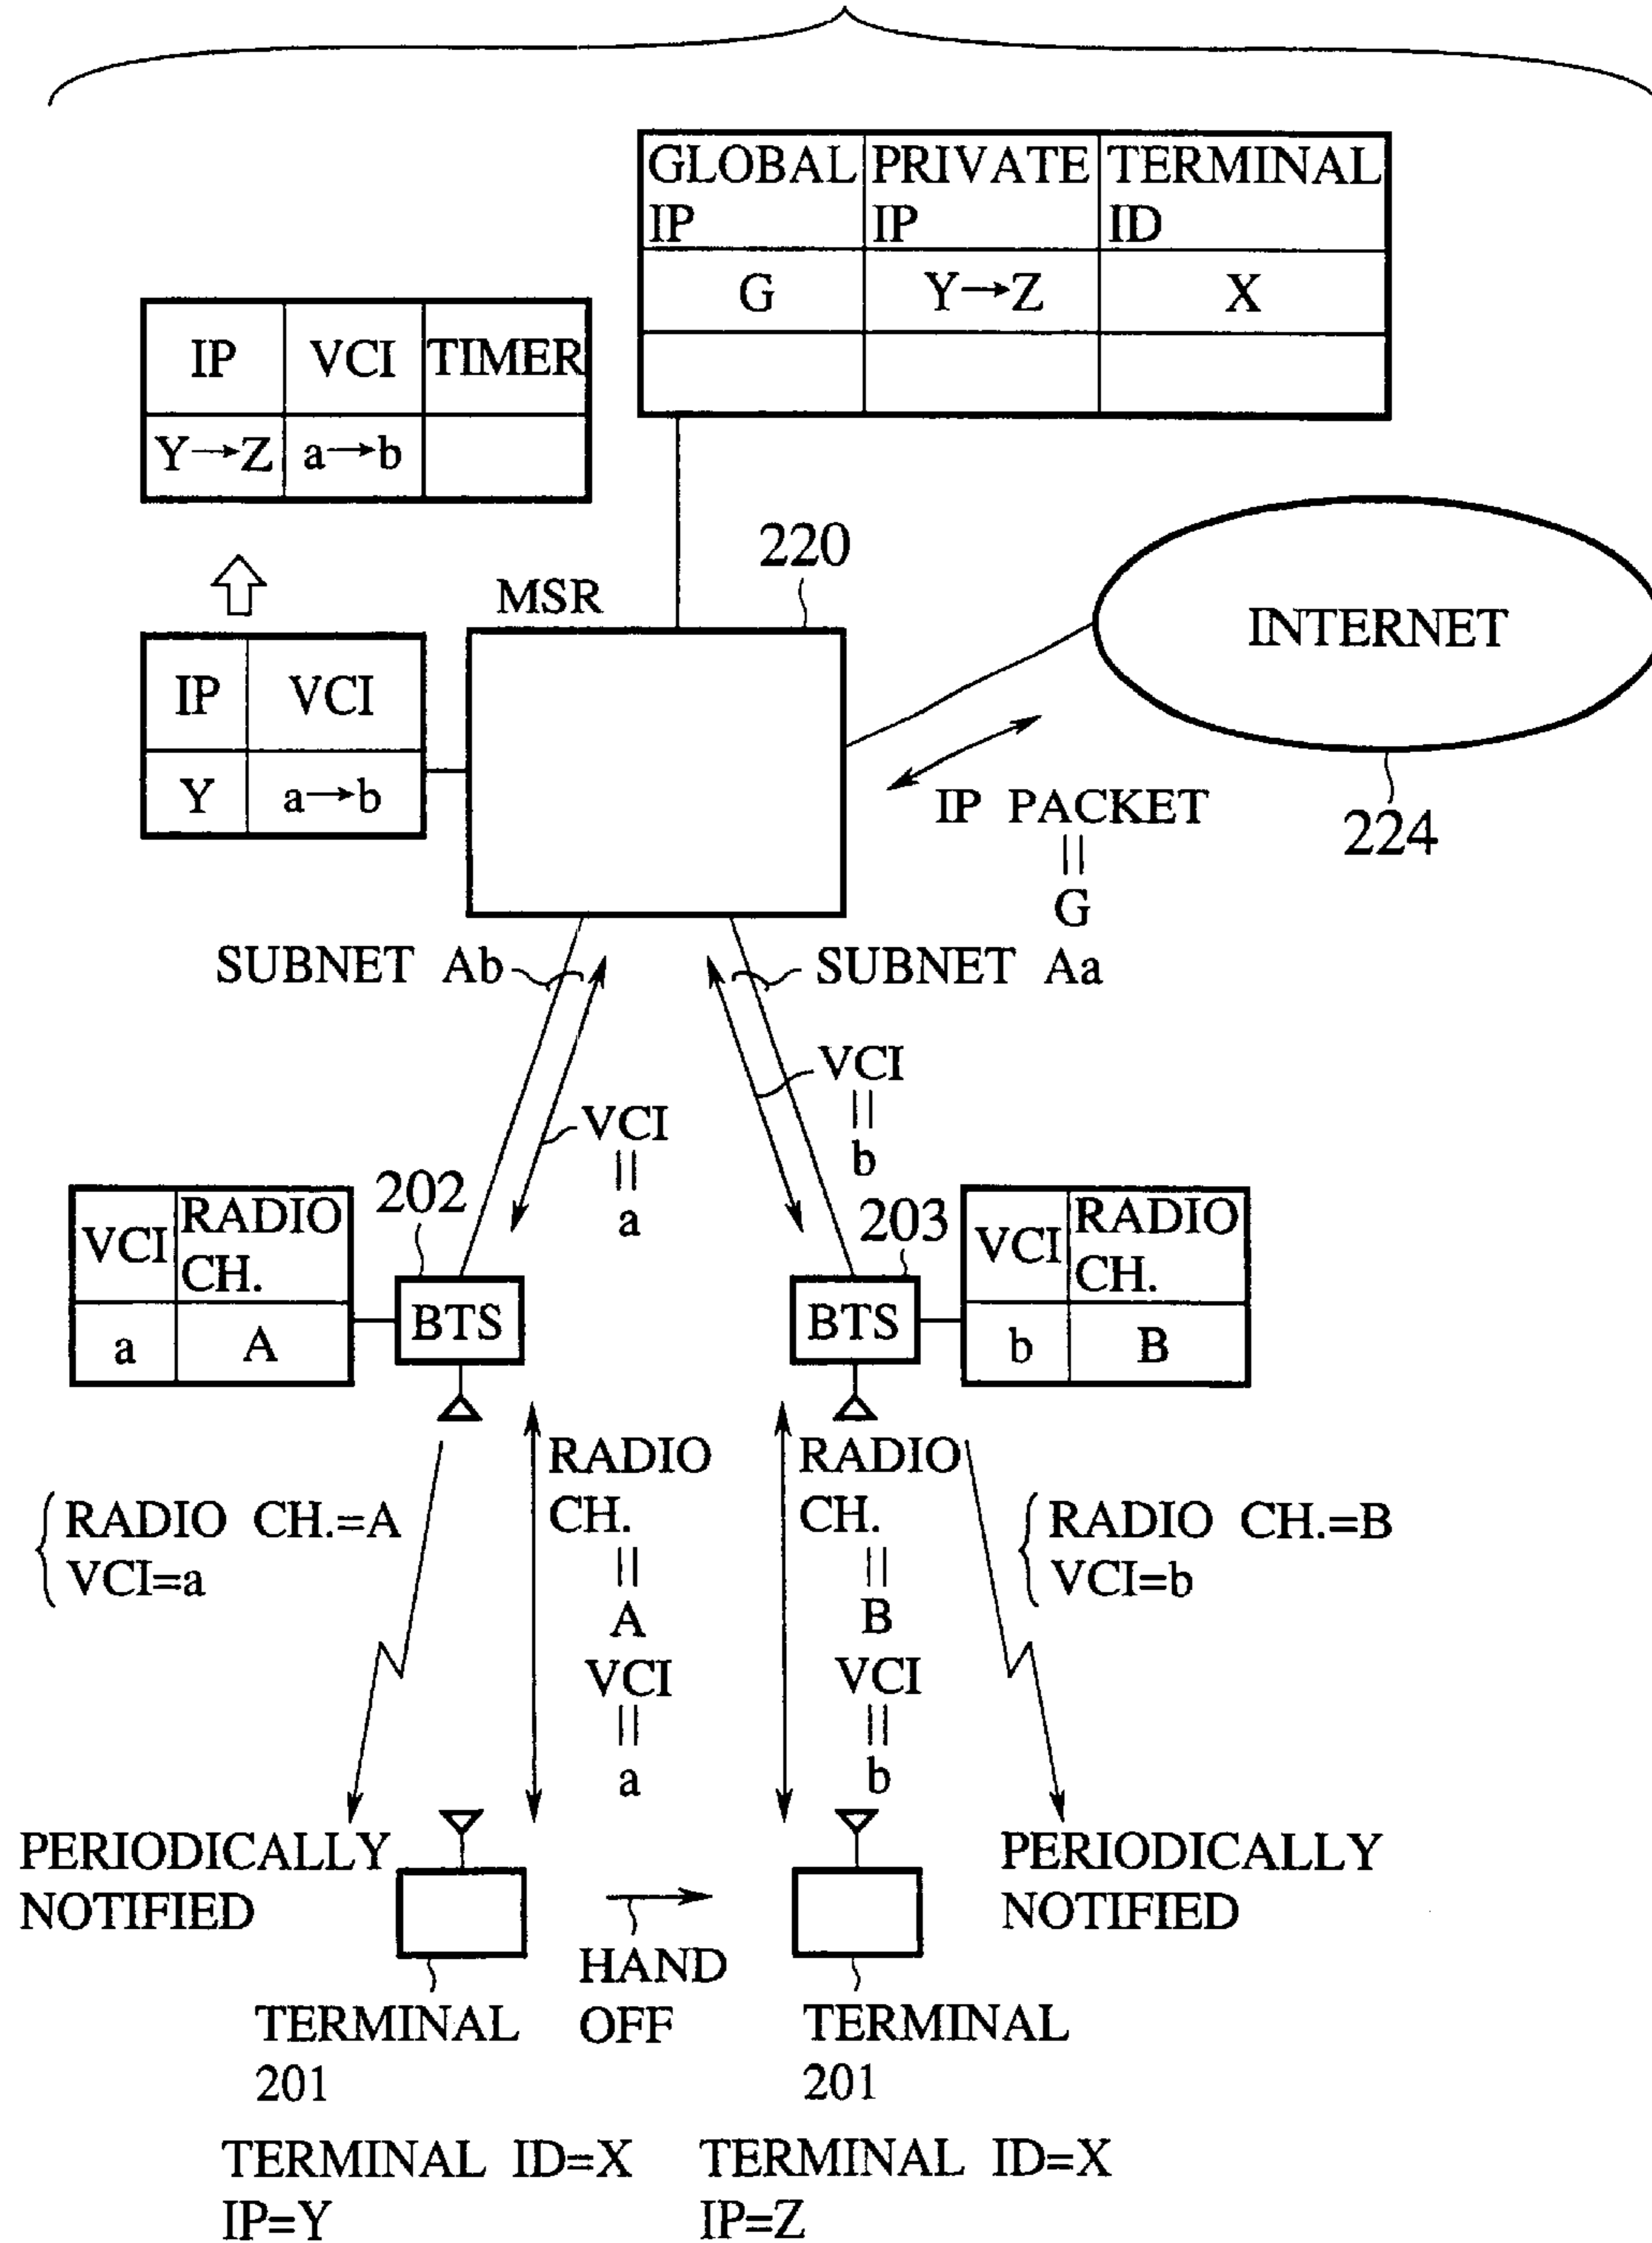 GLOBAL IP
PRIVATE IP
TERMINAL ID
G
Y→Z
X
IP
VCI
TIMER
Y→Z
a→b
220
MSR
INTERNET
224
IP
VCI
Y
a→b
IP PACKET
||
G
SUBNET Ab
SUBNET Aa
VCI
||
a
VCI
||
b
202
203
VCI
RADIO CH.
a
A
BTS
BTS
VCI
RADIO CH.
b
B
RADIO CH.=A
VCI=a
RADIO
CH.
||
A
VCI
||
a
RADIO
CH.
||
B
VCI
||
b
RADIO CH.=B
VCI=b
PERIODICALLY
NOTIFIED
PERIODICALLY
NOTIFIED
HAND
OFF
TERMINAL
201
TERMINAL
201
TERMINAL ID=X
IP=Y
TERMINAL ID=X
IP=Z